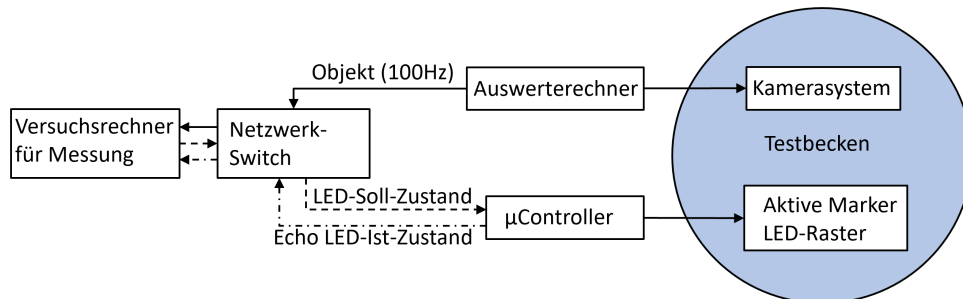 Objekt (100Hz)
Auswerterechner
Kamerasystem
Versuchsrechner
für Messung
Netzwerk-
Switch
Testbecken
LED-Soll-Zustand
Echo LED-Ist-Zustand
µController
Aktive Marker
LED-Raster